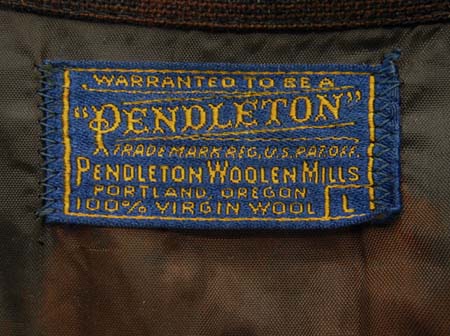 WARRANTED TO BE A
"PENDLETON"
TRADE MARK REG. U.S. PAT. OFF.
PENDLETON WOOLEN MILLS
PORTLAND, OREGON
100% VIRGIN WOOL L